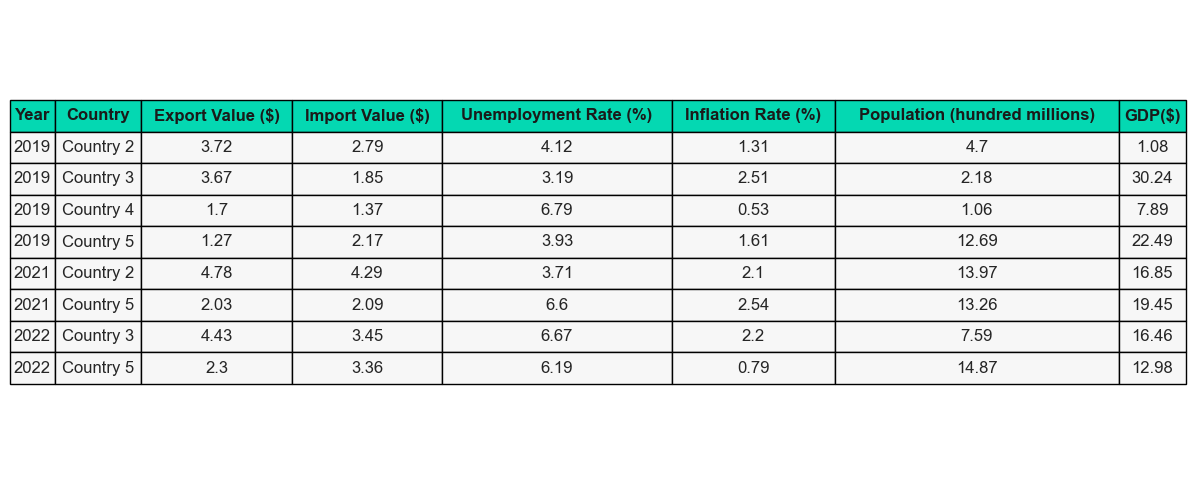 Year Country Export Value ($) Import Value ($) Unemployment Rate (%) Inflation Rate (%) Population (hundred millions) GDP($)
2019 Country 2 3.72 2.79 4.12 1.31 4.7 1.08
2019 Country 3 3.67 1.85 3.19 2.51 2.18 30.24
2019 Country 4 1.7 1.37 6.79 0.53 1.06 7.89
2019 Country 5 1.27 2.17 3.93 1.61 12.69 22.49
2021 Country 2 4.78 4.29 3.71 2.1 13.97 16.85
2021 Country 5 2.03 2.09 6.6 2.54 13.26 19.45
2022 Country 3 4.43 3.45 6.67 2.2 7.59 16.46
2022 Country 5 2.3 3.36 6.19 0.79 14.87 12.98